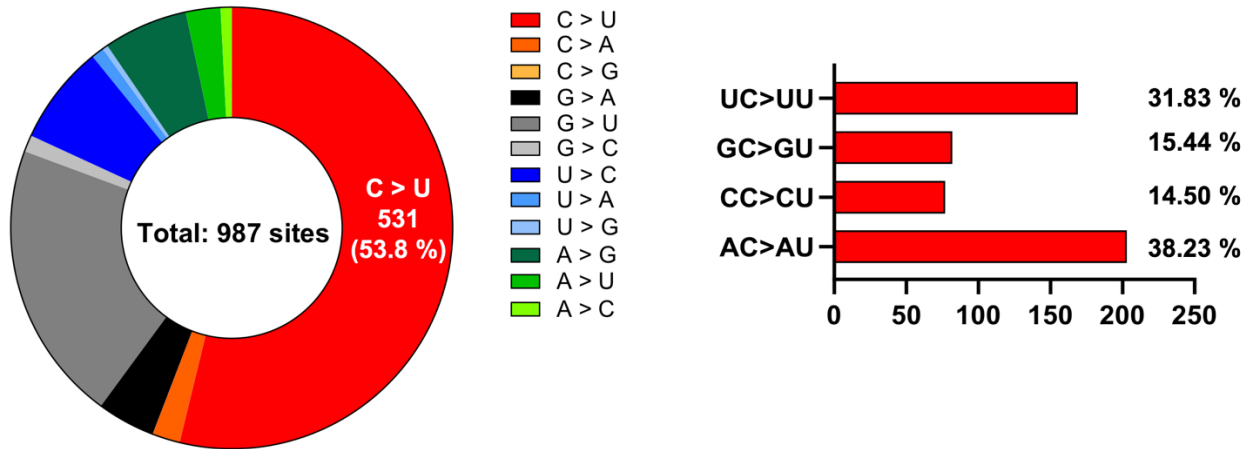 C > U
531
(53.8 %)
Total: 987 sites
C > U
C > A
C > G
G > A
G > U
G > C
U > C
U > A
U > G
A > G
A > U
A > C
UC>UU 31.83 %
GC>GU 15.44 %
CC>CU 14.50 %
AC>AU 38.23 %
0 50 100 150 200 250